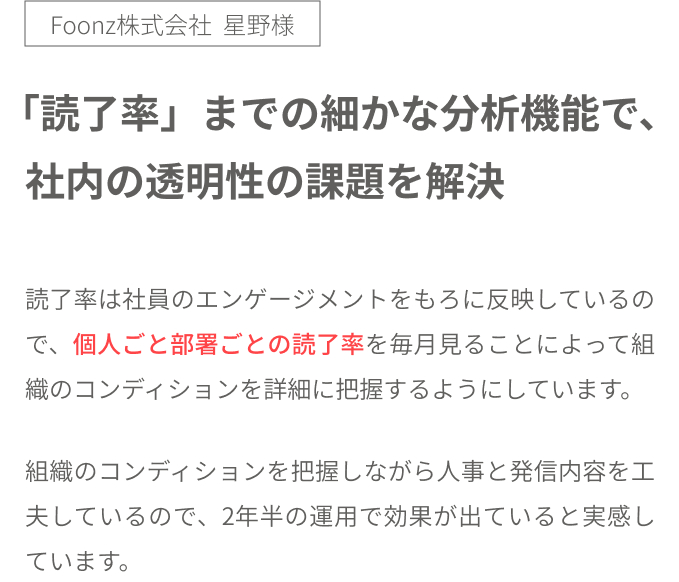 Foonz株式会社 星野様
「読了率」までの細かな分析機能で、
社内の透明性の課題を解決
読了率は社員のエンゲージメントをもろに反映しているの
で、個人ごと部署ごとの読了率を毎月見ることによって組
織のコンディションを詳細に把握するようにしています。
組織のコンディションを把握しながら人事と発信内容を工
夫しているので、2年半の運用で効果が出ていると実感し
ています。